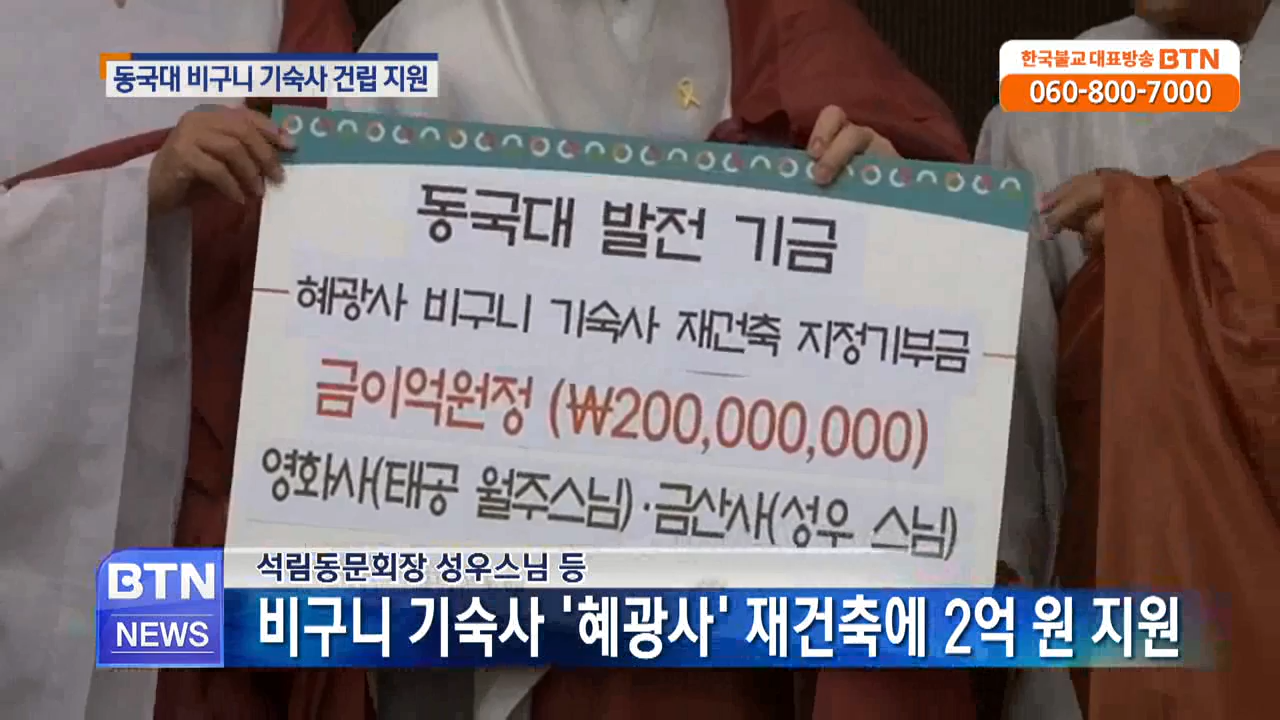 동국대 비구니 기숙사 건립 지원
한국불교 대표방송 BTN
060-800-7000
동국대 발전 기금
혜광사 비구니 기숙사 재건축 지정기부금
금이억원정 (₩200,000,000)
영화사(태공 월주스님)·금산사(성우 스님)
석림동문회장 성우스님 등
BTN NEWS
비구니 기숙사 '혜광사' 재건축에 2억 원 지원